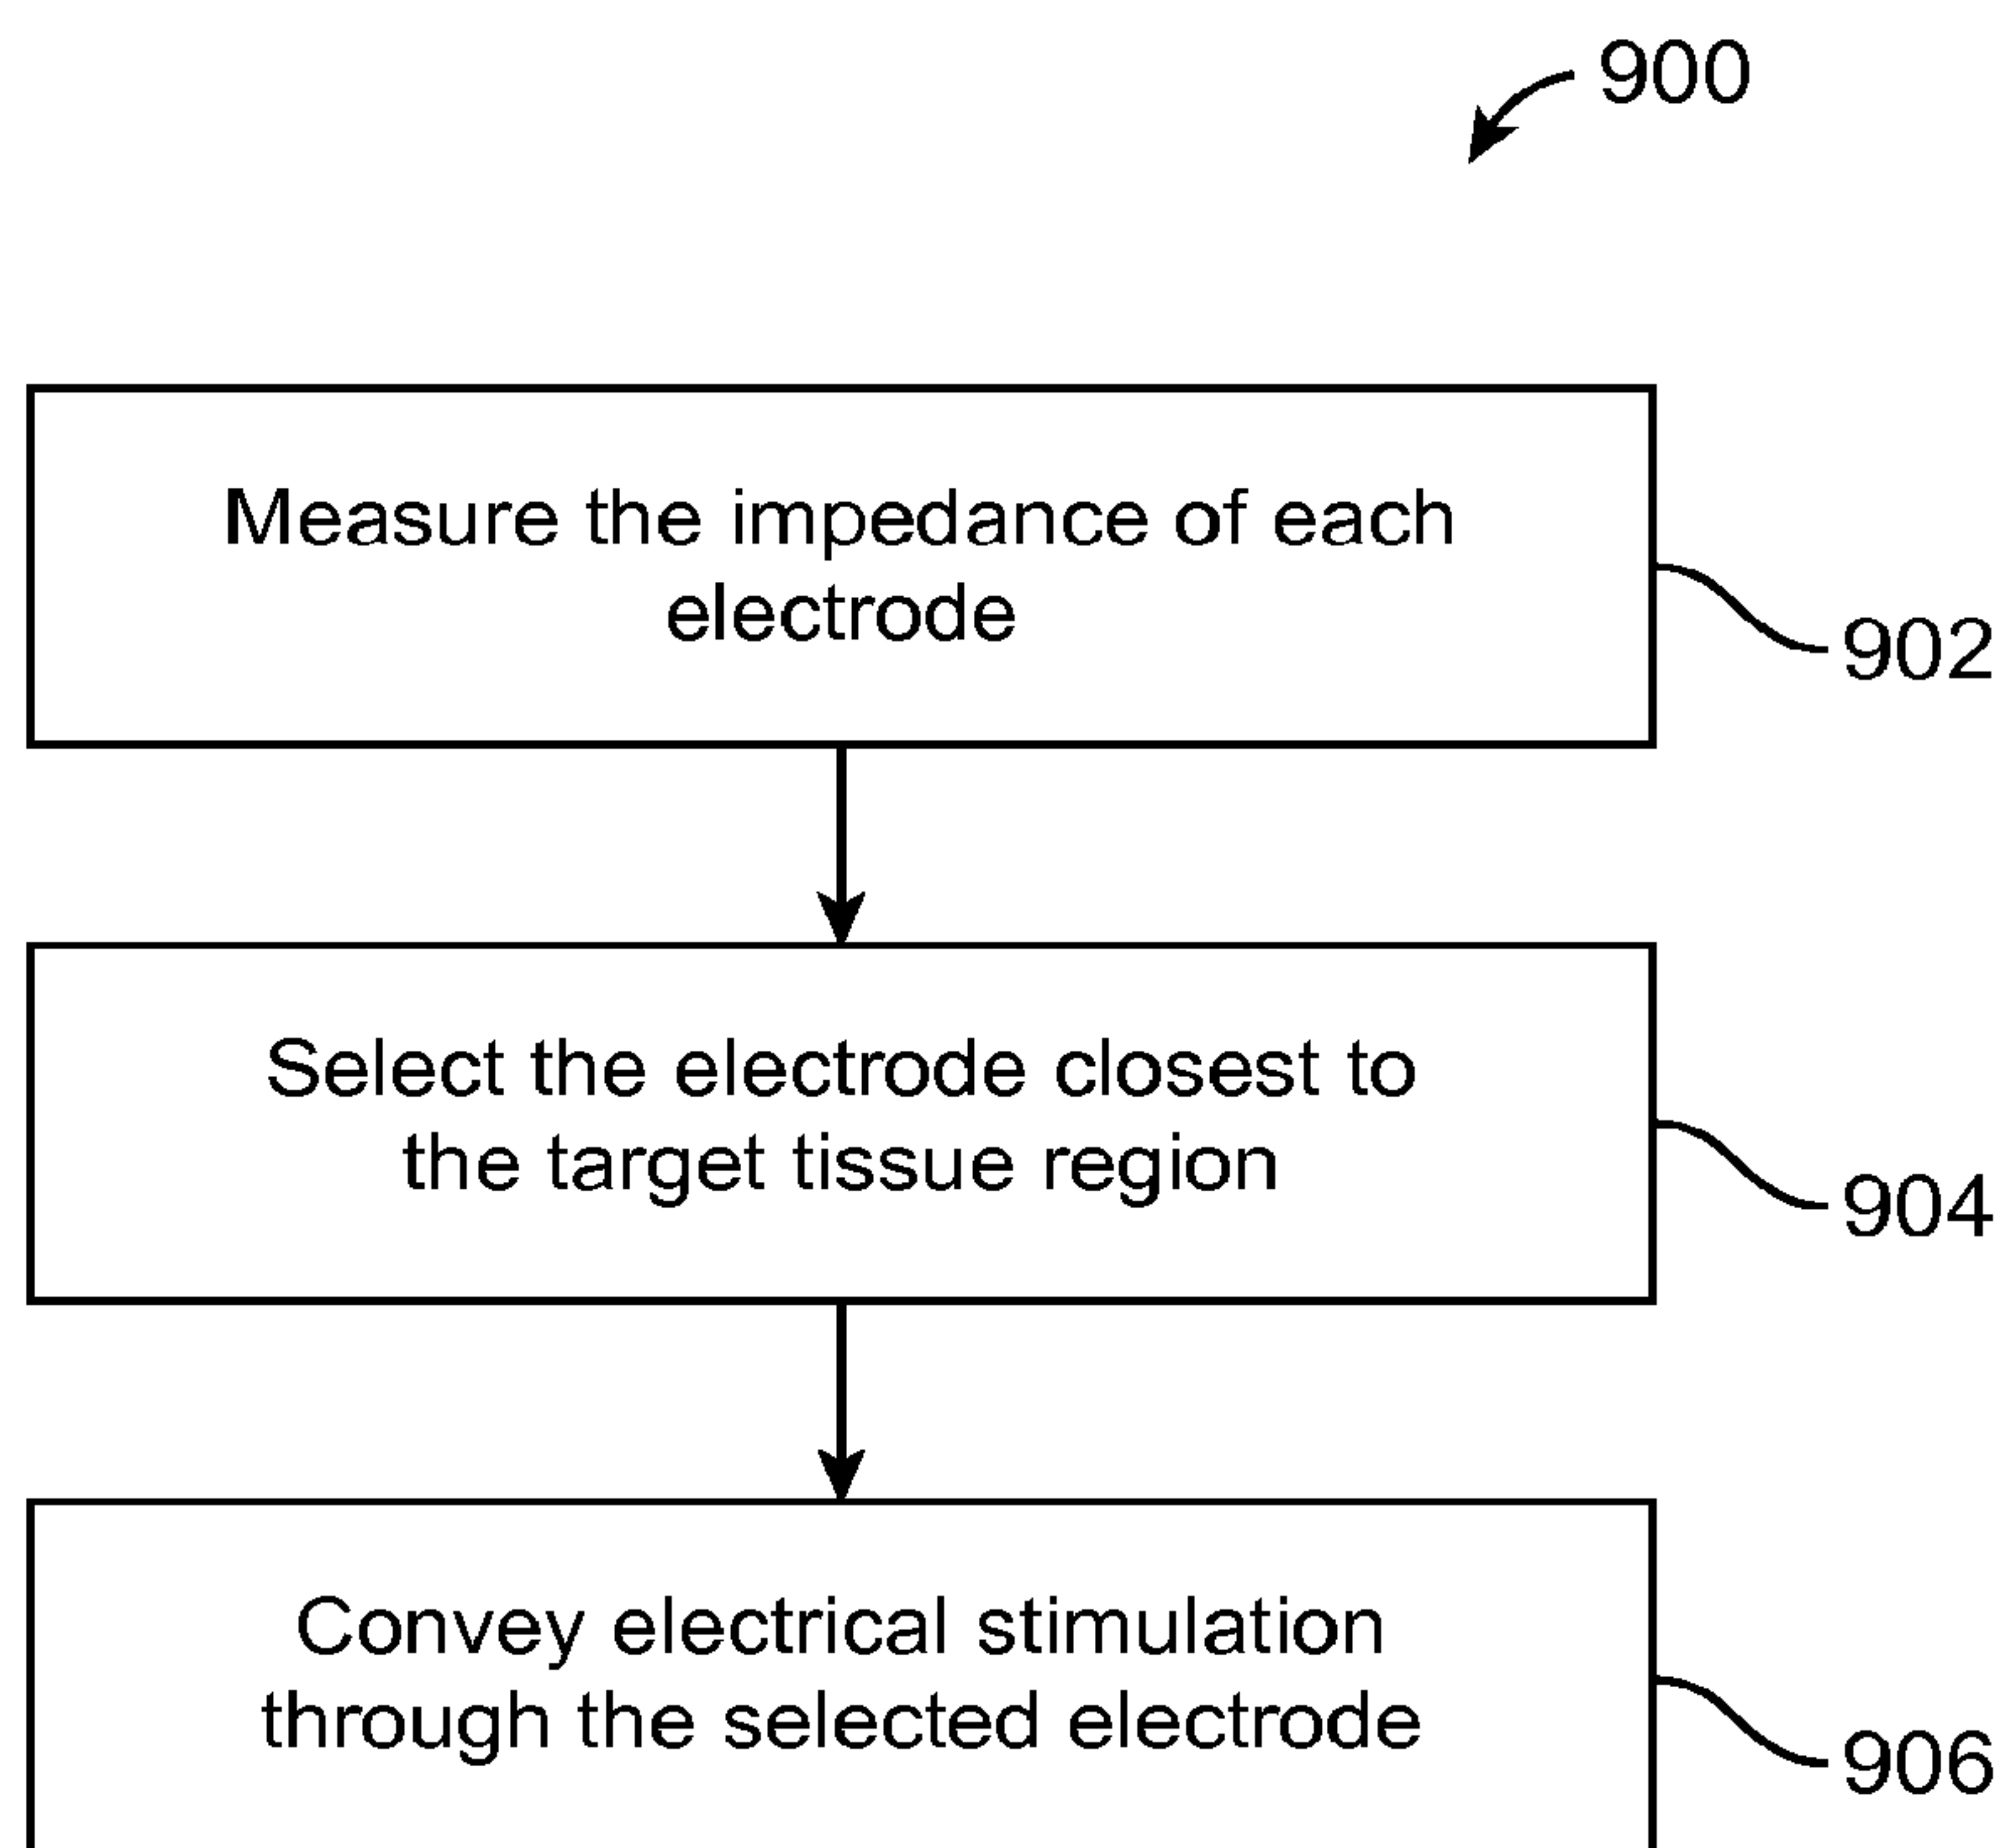 900
Measure the impedance of each
electrode
902
Select the electrode closest to
the target tissue region
904
Convey electrical stimulation
through the selected electrode
906